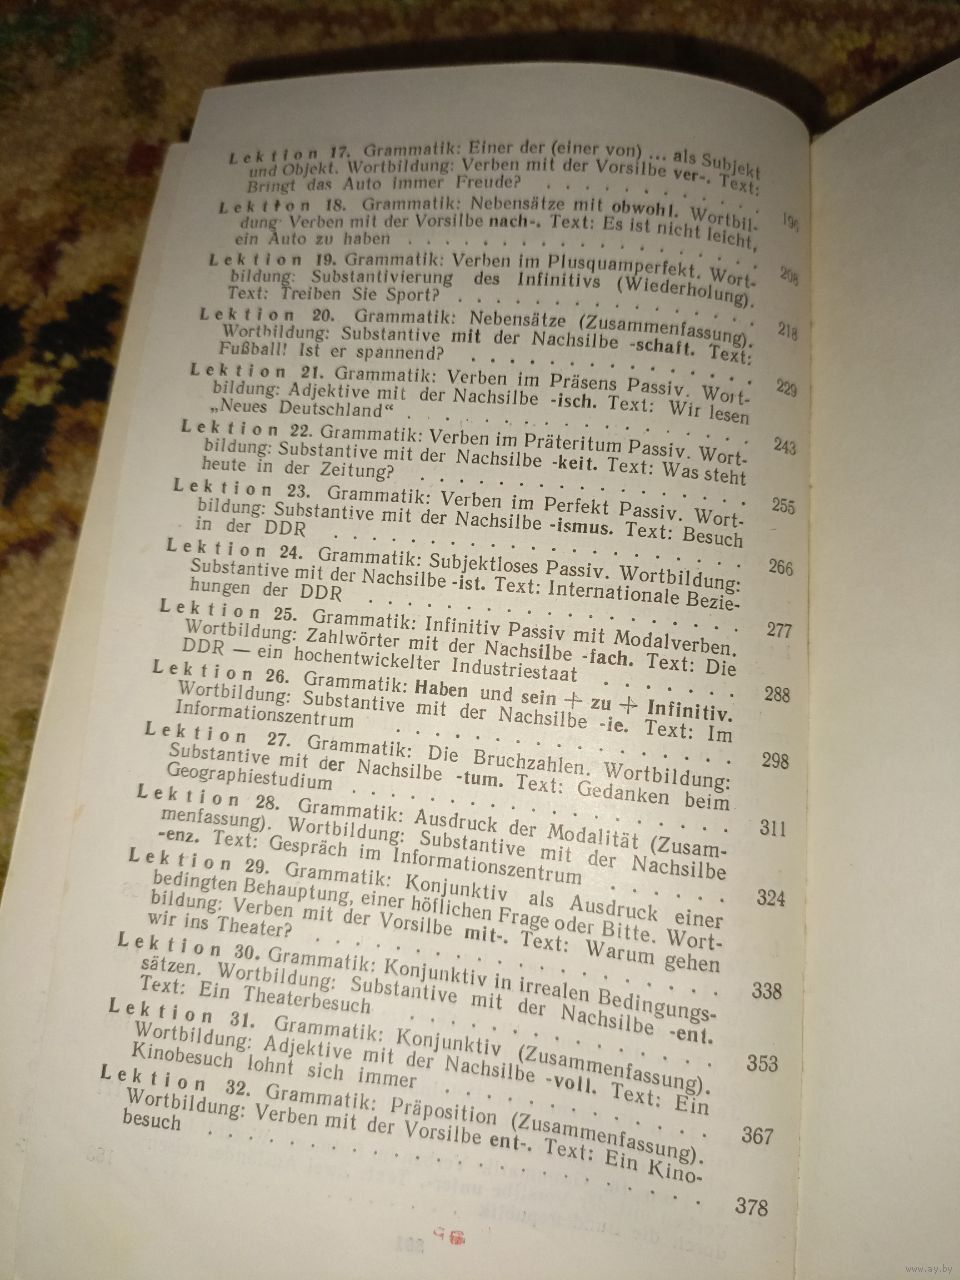 Lektion 17. Grammatik: Einer der (einer von) ... als Subjekt
und Objekt. Wortbildung: Verben mit der Vorsilbe ver-. Text:
Bringt das Auto immer Freude? . . . . . . . . . . . 196
Lektion 18. Grammatik: Nebensätze mit obwohl. Wortbil-
dung: Verben mit der Vorsilbe nach-. Text: Es ist nicht leicht,
ein Auto zu haben . . . . . . . . . . . . . . . . 208
Lektion 19. Grammatik: Verben im Plusquamperfekt. Wort-
bildung: Substantivierung des Infinitivs (Wiederholung).
Text: Treiben Sie Sport? . . . . . . . . . . . . . . 218
Lektion 20. Grammatik: Nebensätze (Zusammenfassung).
Wortbildung: Substantive mit der Nachsilbe -schaft. Text:
Fußball! Ist er spannend? . . . . . . . . . . . . . 229
Lektion 21. Grammatik: Verben im Präsens Passiv. Wort-
bildung: Adjektive mit der Nachsilbe -isch. Text: Wir lesen
„Neues Deutschland“ . . . . . . . . . . . . . . . . 243
Lektion 22. Grammatik: Verben im Präteritum Passiv. Wort-
bildung: Substantive mit der Nachsilbe -keit. Text: Was steht
heute in der Zeitung? . . . . . . . . . . . . . . . 255
Lektion 23. Grammatik: Verben im Perfekt Passiv. Wort-
bildung: Substantive mit der Nachsilbe -ismus. Text: Besuch
in der DDR . . . . . . . . . . . . . . . . . . . 266
Lektion 24. Grammatik: Subjektloses Passiv. Wortbildung:
Substantive mit der Nachsilbe -ist. Text: Internationale Bezie-
hungen der DDR . . . . . . . . . . . . . . . . . 277
Lektion 25. Grammatik: Infinitiv Passiv mit Modalverben.
Wortbildung: Zahlwörter mit der Nachsilbe -fach. Text: Die
DDR — ein hochentwickelter Industriestaat . . . . . . . 288
Lektion 26. Grammatik: Haben und sein + zu + Infinitiv.
Wortbildung: Substantive mit der Nachsilbe -ie. Text: Im
Informationszentrum . . . . . . . . . . . . . . . . 298
Lektion 27. Grammatik: Die Bruchzahlen. Wortbildung:
Substantive mit der Nachsilbe -tum. Text: Gedanken beim
Geographiestudium . . . . . . . . . . . . . . . . . 311
Lektion 28. Grammatik: Ausdruck der Modalität (Zusam-
menfassung). Wortbildung: Substantive mit der Nachsilbe
-enz. Text: Gespräch im Informationszentrum . . . . . . 324
Lektion 29. Grammatik: Konjunktiv als Ausdruck einer
bedingten Behauptung, einer höflichen Frage oder Bitte. Wort-
bildung: Verben mit der Vorsilbe mit-. Text: Warum gehen
wir ins Theater? . . . . . . . . . . . . . . . . . 338
Lektion 30. Grammatik: Konjunktiv in irrealen Bedingungs-
sätzen. Wortbildung: Substantive mit der Nachsilbe -ent.
Text: Ein Theaterbesuch . . . . . . . . . . . . . . 353
Lektion 31. Grammatik: Konjunktiv (Zusammenfassung).
Wortbildung: Adjektive mit der Nachsilbe -voll. Text: Ein
Kinobesuch lohnt sich immer . . . . . . . . . . . . 367
Lektion 32. Grammatik: Präposition (Zusammenfassung).
Wortbildung: Verben mit der Vorsilbe ent-. Text: Ein Kino-
besuch . . . . . . . . . . . . . . . . . . . . . 378
www.ay.by